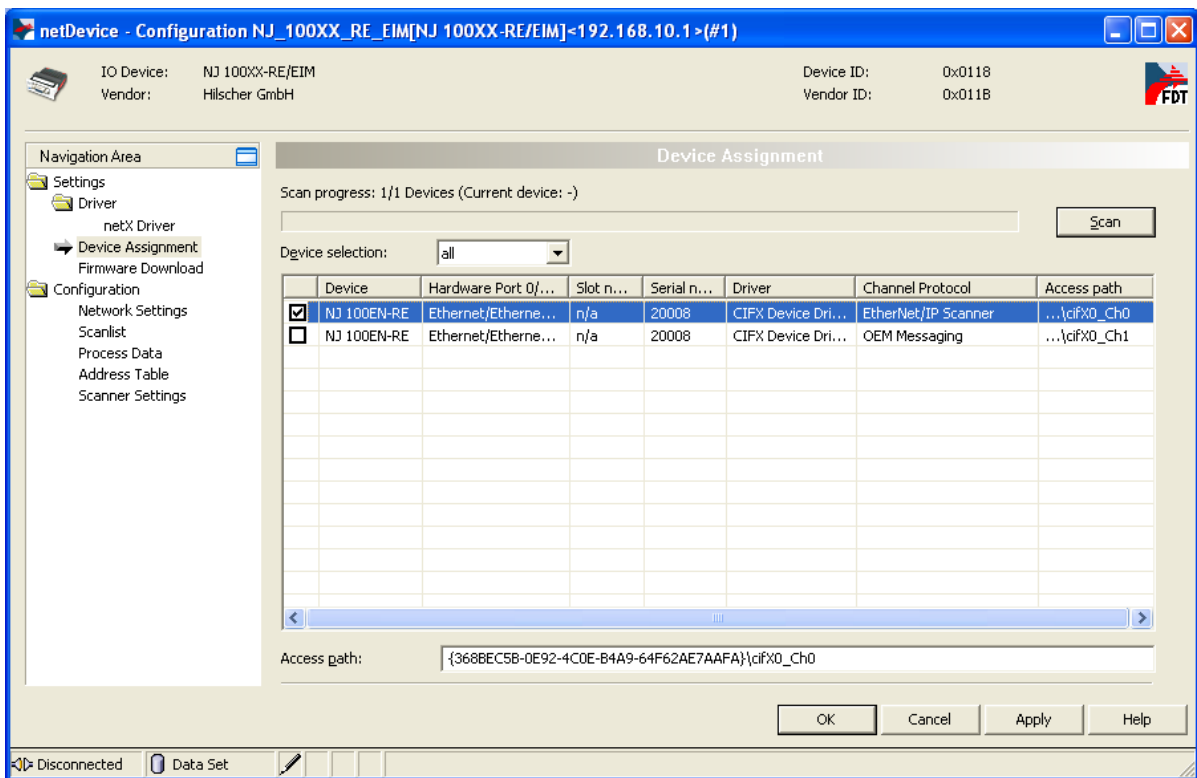 netDevice - Configuration NJ_100XX_RE_EIM[NJ 100XX-RE/EIM]<192.168.10.1>(#1)
IO Device: NJ 100XX-RE/EIM Device ID: 0x0118
Vendor: Hilscher GmbH Vendor ID: 0x011B
FDT
Navigation Area
Settings
Driver
netX Driver
Device Assignment
Firmware Download
Configuration
Network Settings
Scanlist
Process Data
Address Table
Scanner Settings
Device Assignment
Scan progress: 1/1 Devices (Current device: -)
Scan
Device selection: all
Device Hardware Port 0/... Slot n... Serial n... Driver Channel Protocol Access path
NJ 100EN-RE Ethernet/Etherne... n/a 20008 CIFX Device Dri... EtherNet/IP Scanner ...\cifX0_Ch0
NJ 100EN-RE Ethernet/Etherne... n/a 20008 CIFX Device Dri... OEM Messaging ...\cifX0_Ch1
Access path: {368BEC5B-0E92-4C0E-B4A9-64F62AE7AAFA}\cifX0_Ch0
OK Cancel Apply Help
Disconnected Data Set